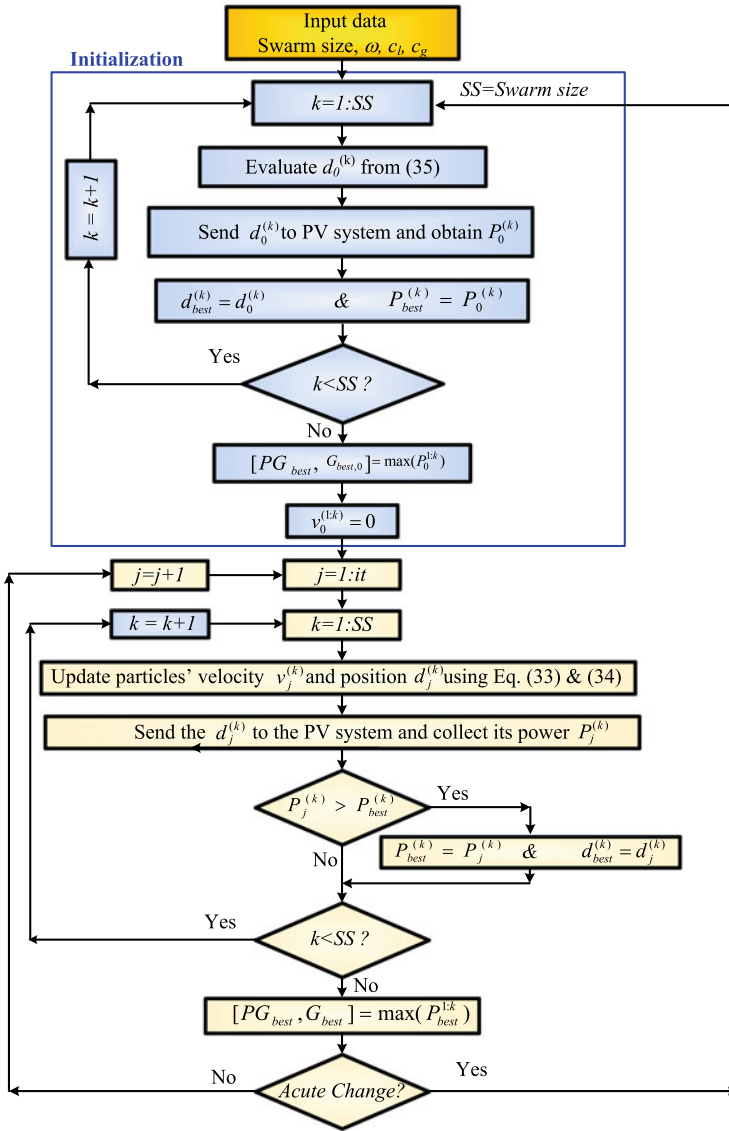 Input data
Swarm size, ω, c_l, c_g
Initialization
k=1:SS
SS=Swarm size
Evaluate d_0^(k) from (35)
k = k+1
Send d_0^(k) to PV system and obtain P_0^(k)
d_best^(k) = d_0^(k) & P_best^(k) = P_0^(k)
Yes
k<SS ?
No
[PG_best, G_best,0] = max(P_0^1:k)
v_0^(1:k) = 0
j=j+1
j=1:it
k = k+1
k=1:SS
Update particles' velocity v_j^(k) and position d_j^(k) using Eq. (33) & (34)
Send the d_j^(k) to the PV system and collect its power P_j^(k)
P_j^(k) > P_best^(k)
Yes
No
P_best^(k) = P_j^(k) & d_best^(k) = d_j^(k)
Yes
k<SS ?
No
[PG_best, G_best] = max(P_best^1:k)
No
Acute Change?
Yes